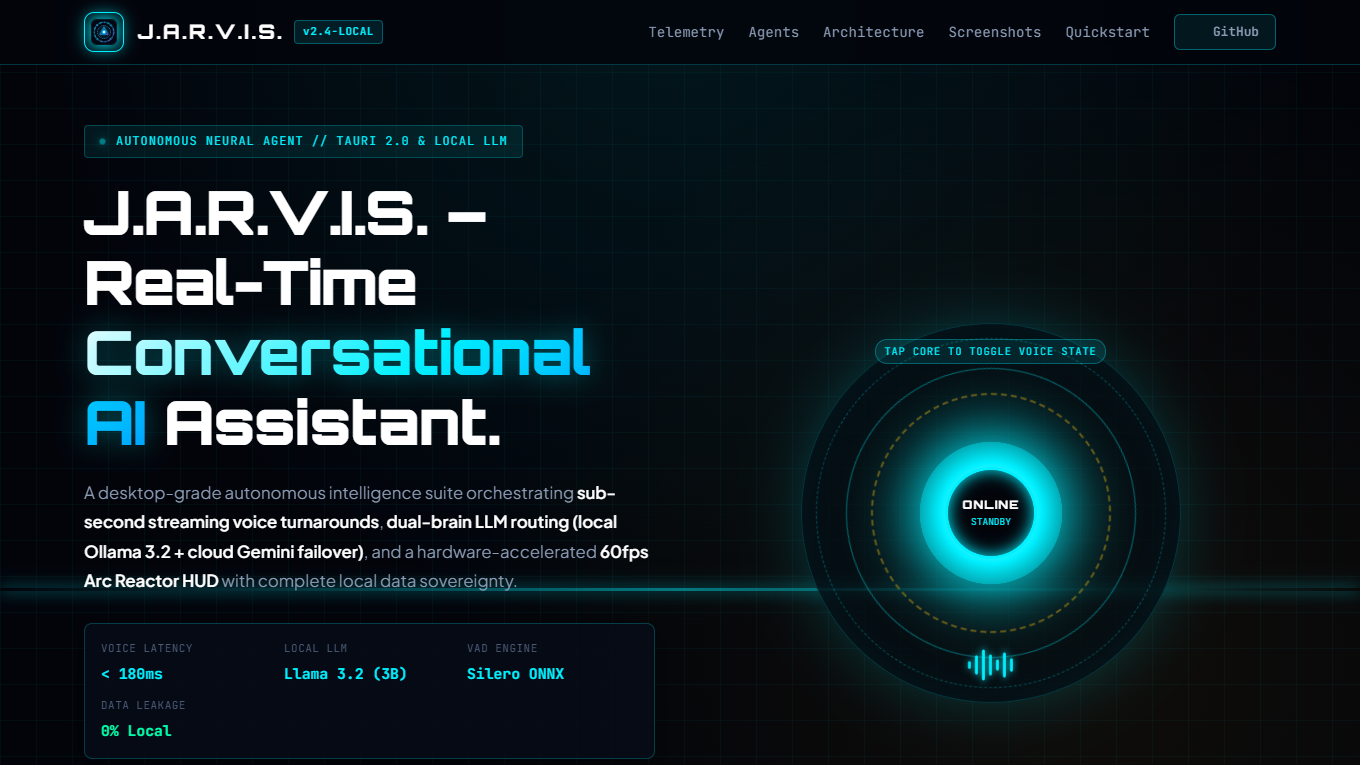 J.A.R.V.I.S.
v2.4-LOCAL
Telemetry
Agents
Architecture
Screenshots
Quickstart
GitHub
AUTONOMOUS NEURAL AGENT // TAURI 2.0 & LOCAL LLM
J.A.R.V.I.S. –
Real-Time
Conversational
AI Assistant.
A desktop-grade autonomous intelligence suite orchestrating sub-
second streaming voice turnarounds, dual-brain LLM routing (local
Ollama 3.2 + cloud Gemini failover), and a hardware-accelerated 60fps
Arc Reactor HUD with complete local data sovereignty.
VOICE LATENCY
< 180ms
LOCAL LLM
Llama 3.2 (3B)
VAD ENGINE
Silero ONNX
DATA LEAKAGE
0% Local
TAP CORE TO TOGGLE VOICE STATE
ONLINE
STANDBY